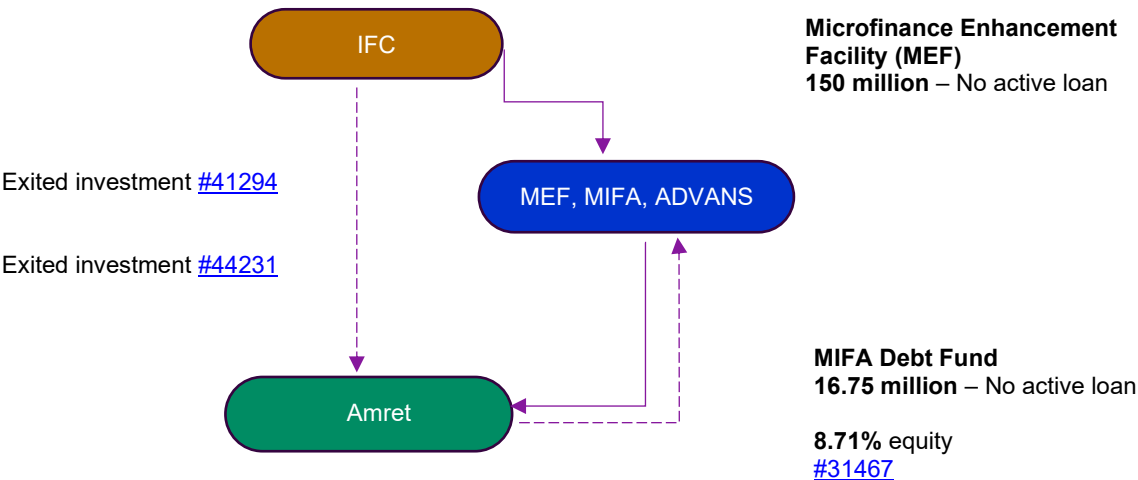 IFC
Microfinance Enhancement
Facility (MEF)
150 million – No active loan
Exited investment #41294
MEF, MIFA, ADVANS
Exited investment #44231
MIFA Debt Fund
16.75 million – No active loan
Amret
8.71% equity
#31467